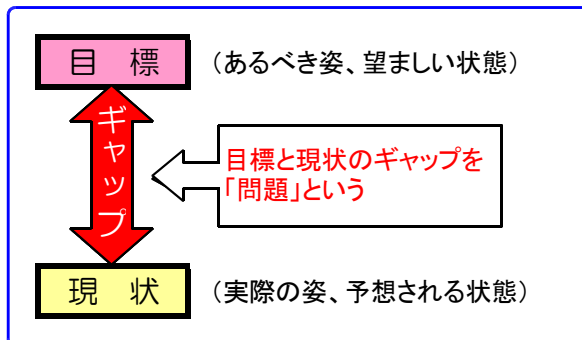 目 標 （あるべき姿、望ましい状態）
ギャップ
目標と現状のギャップを
「問題」という
現 状 （実際の姿、予想される状態）